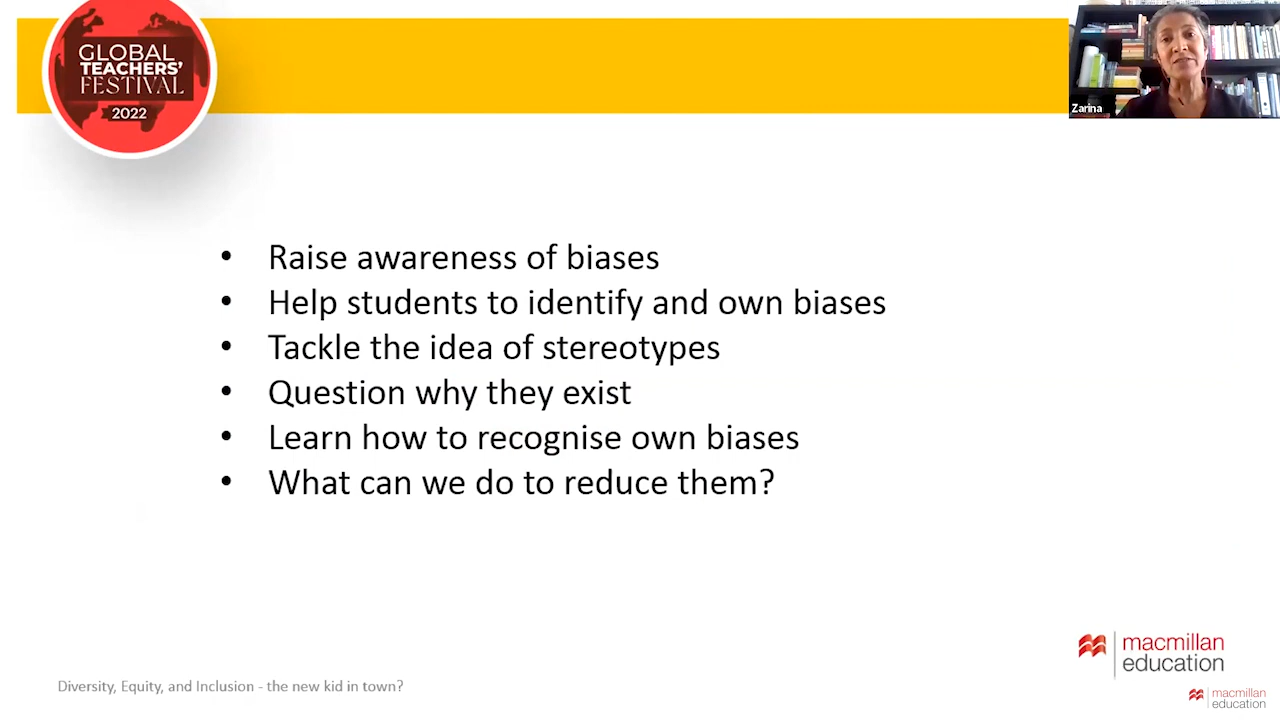 GLOBAL
TEACHERS'
FESTIVAL
2022
Zarina
• Raise awareness of biases
• Help students to identify and own biases
• Tackle the idea of stereotypes
• Question why they exist
• Learn how to recognise own biases
• What can we do to reduce them?
macmillan
education
Diversity, Equity, and Inclusion - the new kid in town?
macmillan
education